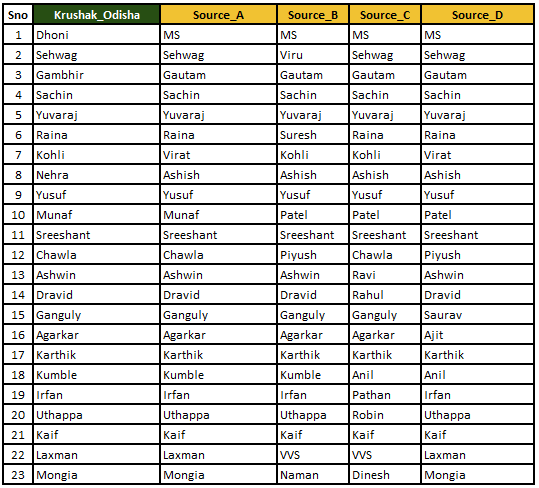 Sno Krushak_Odisha Source_A Source_B Source_C Source_D
1 Dhoni MS MS MS MS
2 Sehwag Sehwag Viru Sehwag Sehwag
3 Gambhir Gautam Gautam Gautam Gautam
4 Sachin Sachin Sachin Sachin Sachin
5 Yuvaraj Yuvaraj Yuvaraj Yuvaraj Yuvaraj
6 Raina Raina Suresh Raina Raina
7 Kohli Virat Kohli Kohli Virat
8 Nehra Ashish Ashish Ashish Ashish
9 Yusuf Yusuf Yusuf Yusuf Yusuf
10 Munaf Munaf Patel Patel Patel
11 Sreeshant Sreeshant Sreeshant Sreeshant Sreeshant
12 Chawla Chawla Piyush Chawla Piyush
13 Ashwin Ashwin Ashwin Ravi Ashwin
14 Dravid Dravid Dravid Rahul Dravid
15 Ganguly Ganguly Ganguly Ganguly Saurav
16 Agarkar Agarkar Agarkar Agarkar Ajit
17 Karthik Karthik Karthik Karthik Karthik
18 Kumble Kumble Kumble Anil Anil
19 Irfan Irfan Irfan Pathan Irfan
20 Uthappa Uthappa Uthappa Robin Uthappa
21 Kaif Kaif Kaif Kaif Kaif
22 Laxman Laxman VVS VVS Laxman
23 Mongia Mongia Naman Dinesh Mongia